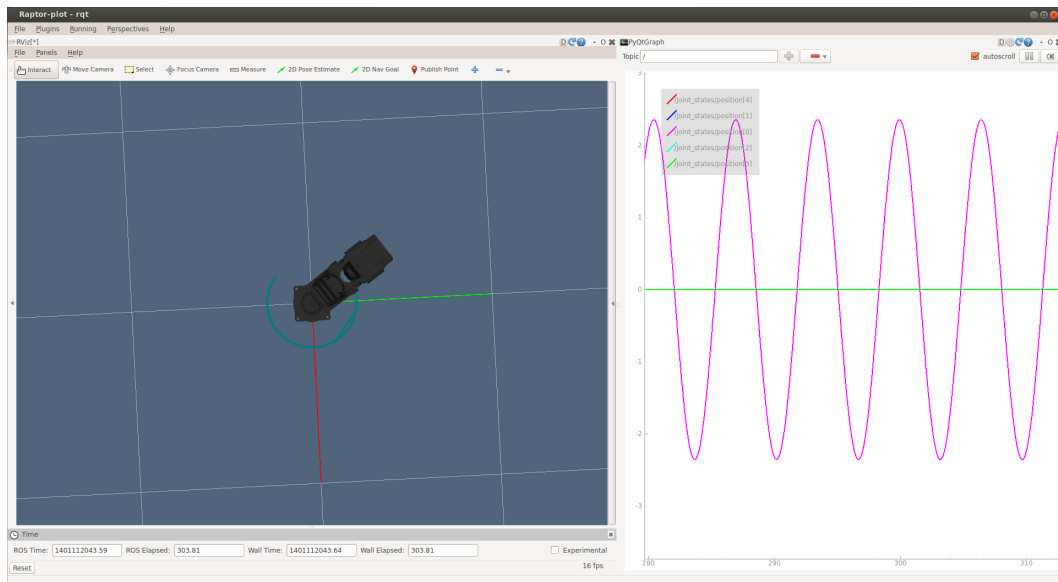 Raptor-plot - rqt
File Plugins Running Perspectives Help
RViz[*]
D
- O
PyQtGraph
D
- O
File Panels Help
Topic /
autoscroll
Interact Move Camera Select Focus Camera Measure 2D Pose Estimate 2D Nav Goal Publish Point
3
/joint_states/position[4]
/joint_states/position[1]
/joint_states/position[0]
/joint_states/position[2]
/joint_states/position[3]
2
1
0
-1
-2
-3
280 290 300 310
Time
ROS Time: 1401112043.59 ROS Elapsed: 303.81 Wall Time: 1401112043.64 Wall Elapsed: 303.81 Experimental
Reset 16 fps